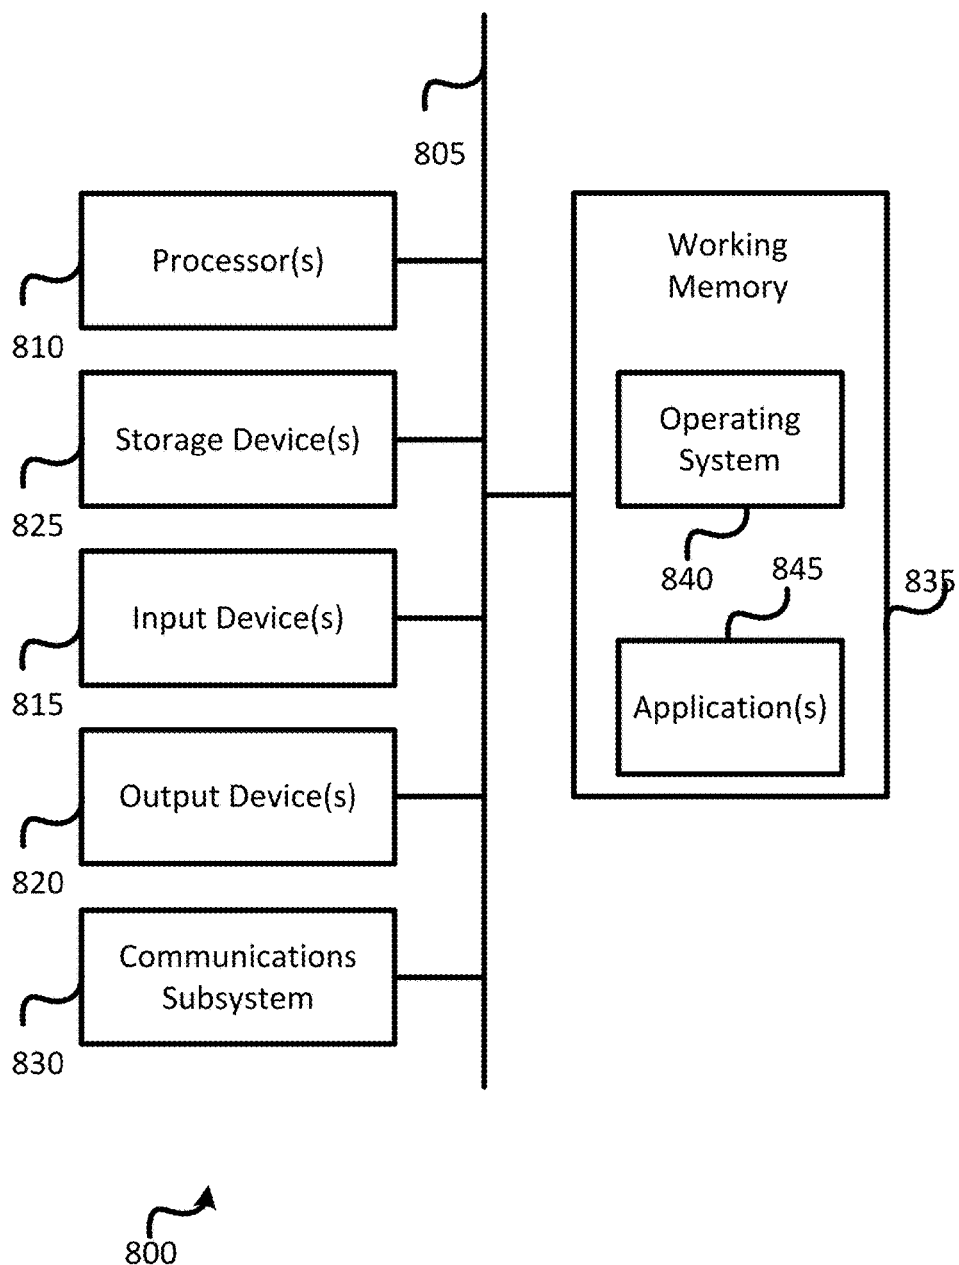 805
Processor(s)
810
Storage Device(s)
825
Input Device(s)
815
Output Device(s)
820
Communications
Subsystem
830
Working
Memory
Operating
System
840
845
835
Application(s)
800